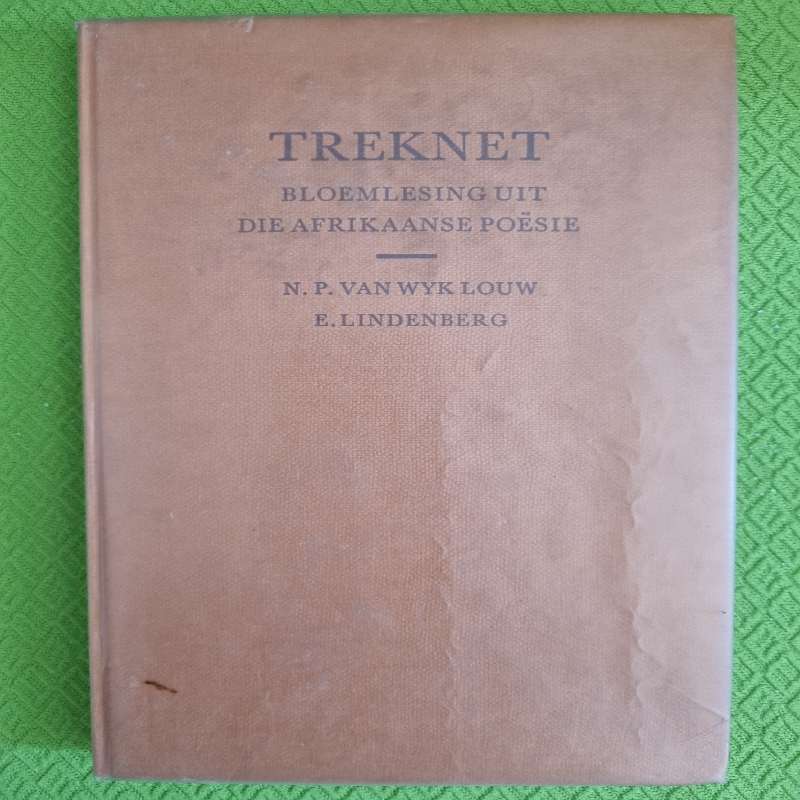 TREKNET
BLOEMLESING UIT
DIE AFRIKAANSE POËSIE
N. P. VAN WYK LOUW
E. LINDENBERG